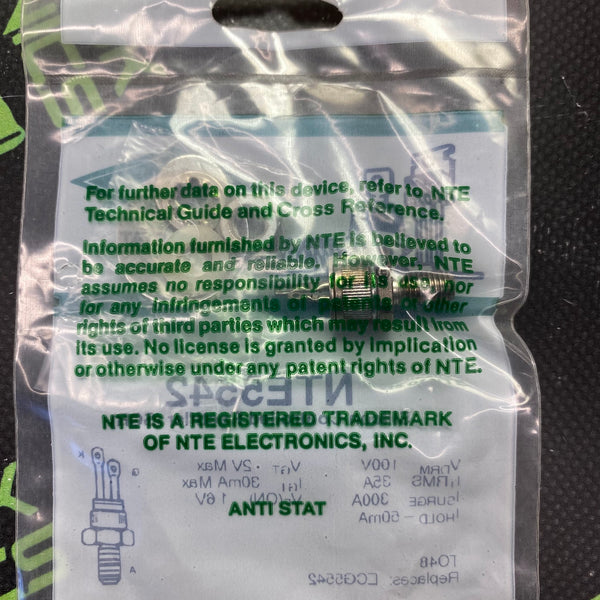 For further data on this device, refer to NTE
Technical Guide and Cross Reference.
Information furnished by NTE is believed to
be accurate and reliable. However, NTE
assumes no responsibility for its use, nor
for any infringements of patents or other
rights of third parties which may result from
its use. No license is granted by implication
or otherwise under any patent rights of NTE.
NTE5542
NTE IS A REGISTERED TRADEMARK
OF NTE ELECTRONICS, INC.
VDRM 100V VGT - 2V Max
ITRMS 35A IGT 30mA Max
ISURGE 300A VF(ON) 1.6V
IHOLD - 50mA
ANTI STAT
K G
A
TO48
Replaces: ECG5542